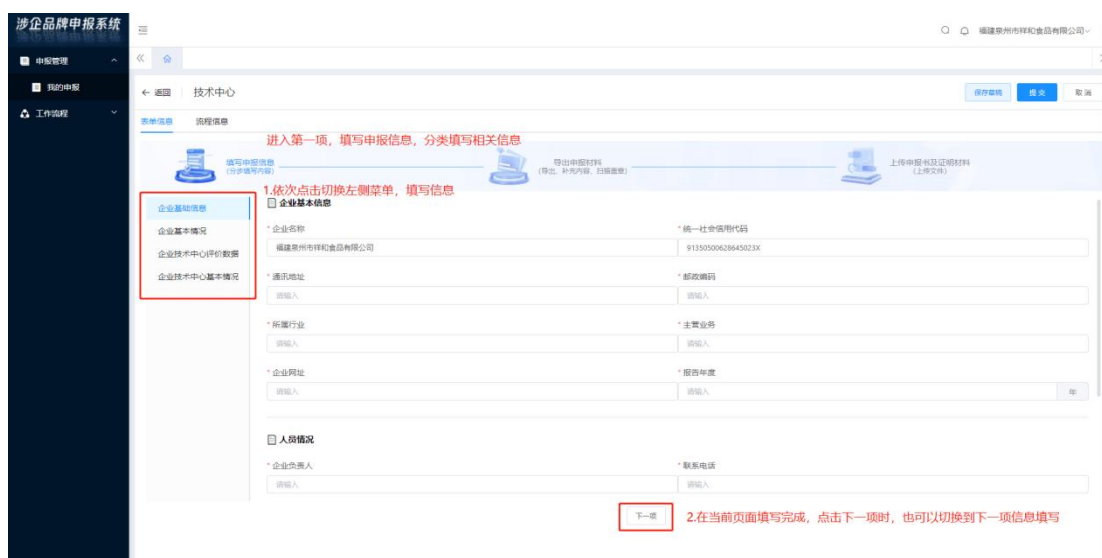 涉企品牌申报系统
福建泉州市祥和食品有限公司
申报管理
我的申报
工作流程
返回
技术中心
保存草稿
提交
取消
表单信息
流程信息
进入第一项，填写申报信息，分类填写相关信息
填写申报信息
(分步填写内容)
导出申报材料
(导出、补充内容、扫描盖章)
上传申报书及证明材料
(上传文件)
1.依次点击切换左侧菜单，填写信息
企业基础信息
企业基本情况
企业技术中心评价数据
企业技术中心基本情况
企业基本信息
* 企业名称
* 统一社会信用代码
福建泉州市祥和食品有限公司
91350500628645023X
* 通讯地址
* 邮政编码
请输入
请输入
* 所属行业
* 主营业务
请输入
请输入
* 企业网址
* 报告年度
请输入
请输入
年
人员情况
* 企业负责人
* 联系电话
请输入
请输入
下一项
2.在当前页面填写完成，点击下一项时，也可以切换到下一项信息填写